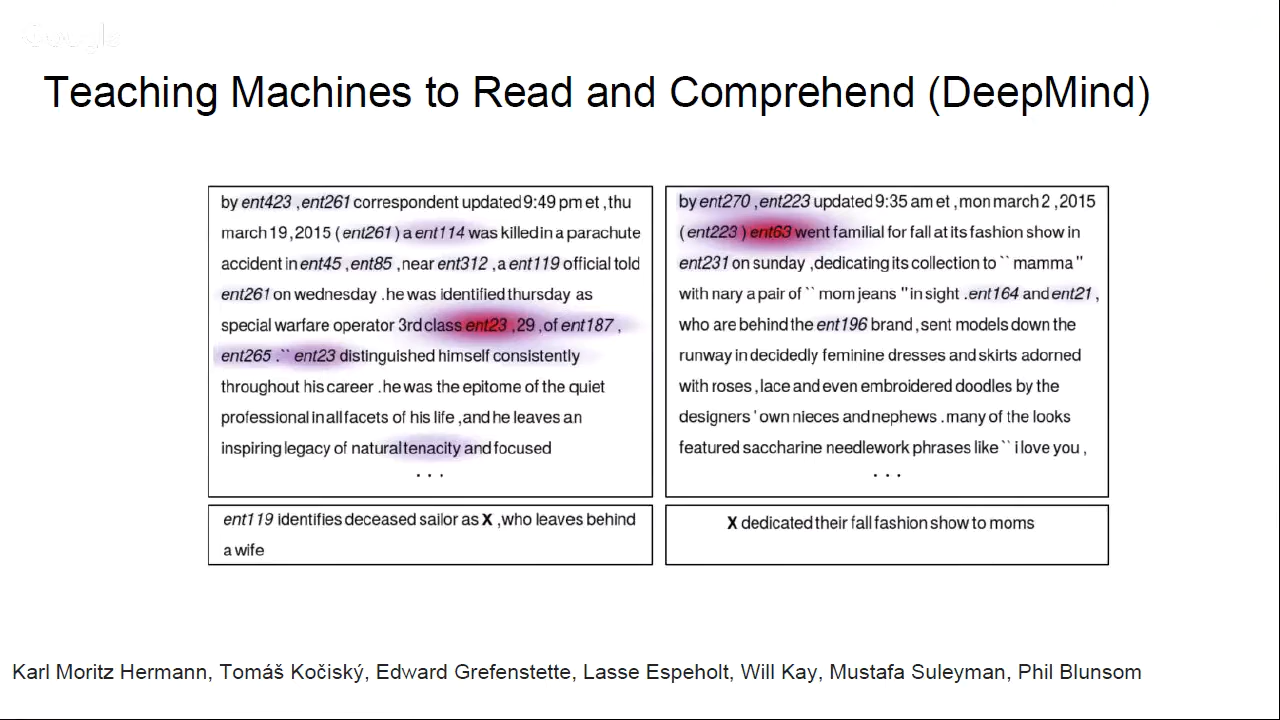 Google
Teaching Machines to Read and Comprehend (DeepMind)
by ent423 , ent261 correspondent updated 9:49 pm et , thu
march 19 , 2015 ( ent261 ) a ent114 was killed in a parachute
accident in ent45 , ent85 , near ent312 , a ent119 official told
ent261 on wednesday . he was identified thursday as
special warfare operator 3rd class ent23 , 29 , of ent187 ,
ent265 . `` ent23 distinguished himself consistently
throughout his career . he was the epitome of the quiet
professional in all facets of his life , and he leaves an
inspiring legacy of natural tenacity and focused
. . .
ent119 identifies deceased sailor as X , who leaves behind
a wife
by ent270 , ent223 updated 9:35 am et , mon march 2 , 2015
( ent223 ) ent63 went familial for fall at its fashion show in
ent231 on sunday , dedicating its collection to `` mamma ''
with nary a pair of `` mom jeans '' in sight . ent164 and ent21 ,
who are behind the ent196 brand , sent models down the
runway in decidedly feminine dresses and skirts adorned
with roses , lace and even embroidered doodles by the
designers ' own nieces and nephews . many of the looks
featured saccharine needlework phrases like `` i love you ,
. . .
X dedicated their fall fashion show to moms
Karl Moritz Hermann, Tomáš Kočiský, Edward Grefenstette, Lasse Espeholt, Will Kay, Mustafa Suleyman, Phil Blunsom